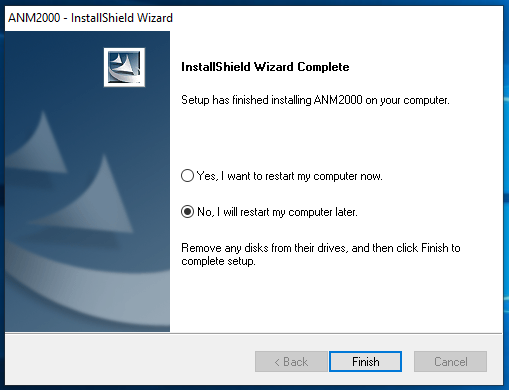 ANM2000 - InstallShield Wizard
InstallShield Wizard Complete
Setup has finished installing ANM2000 on your computer.
Yes, I want to restart my computer now.
No, I will restart my computer later.
Remove any disks from their drives, and then click Finish to
complete setup.
< Back
Finish
Cancel